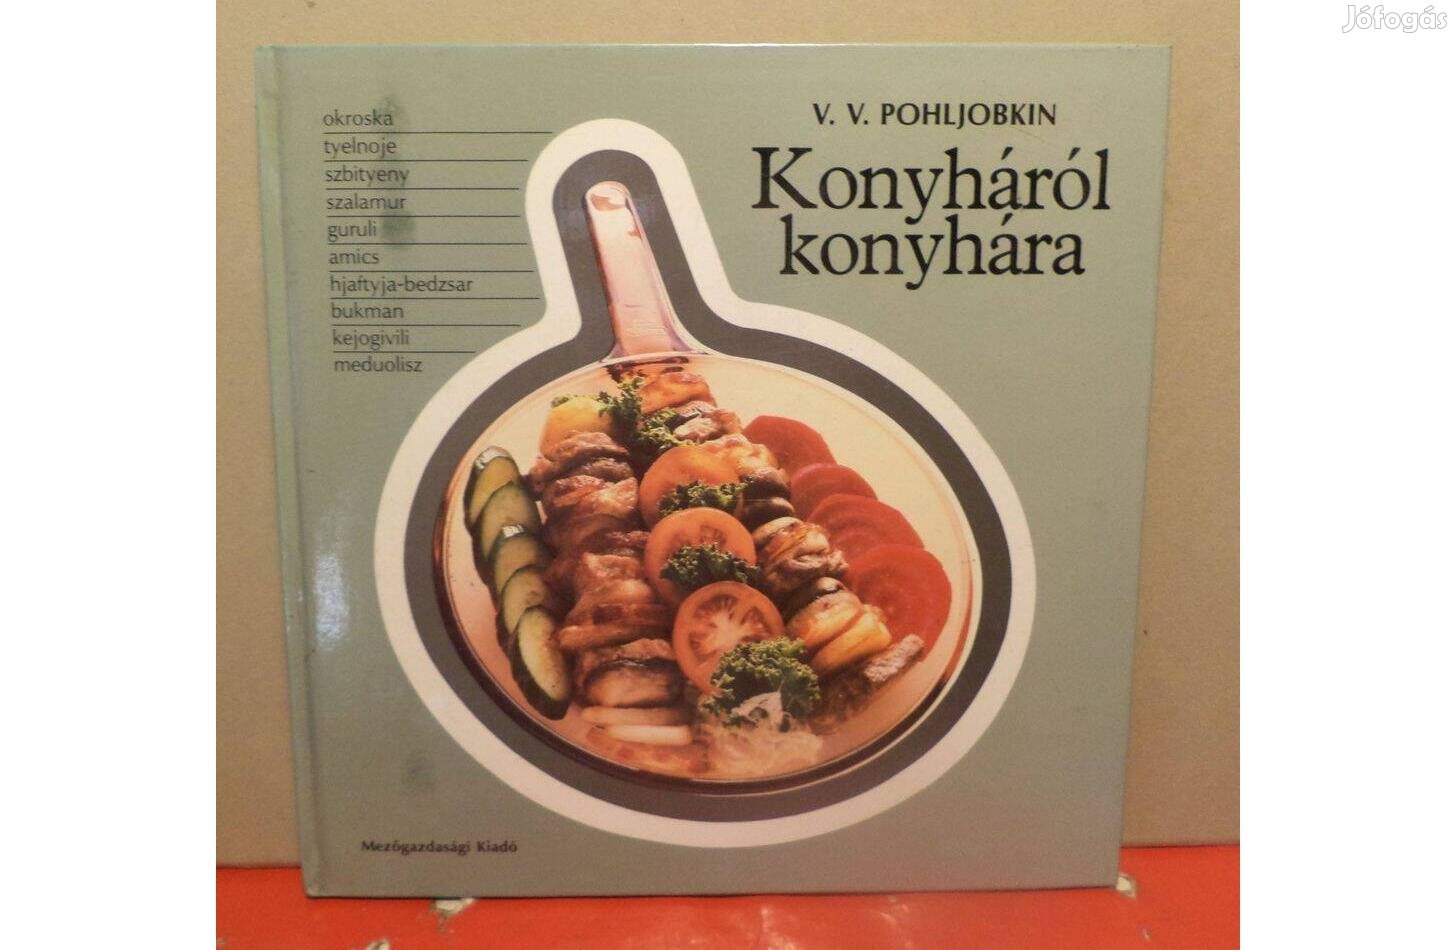 Jófogás
okroska
tyelnoje
szbityeny
szalamur
guruli
amics
hjaftyja-bedzsar
bukman
kejogivili
meduolisz
V. V. POHLJOBKIN
Konyháról
konyhára
Mezőgazdasági Kiadó